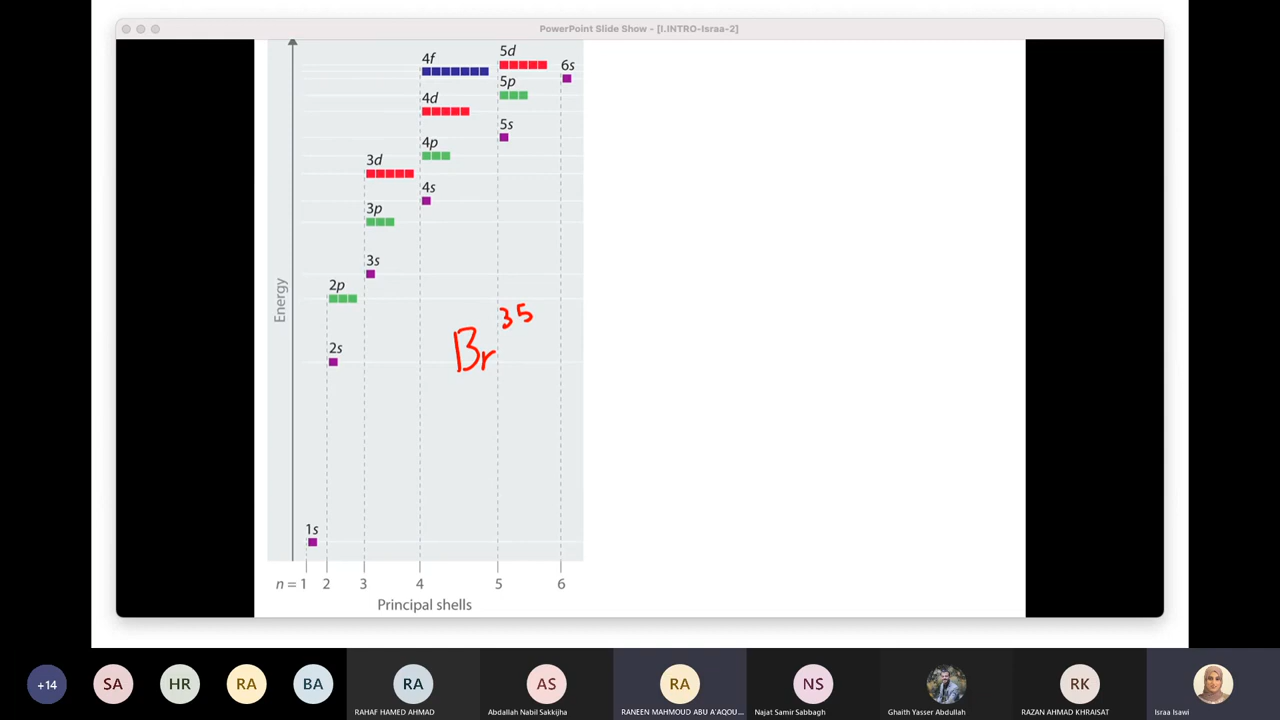 PowerPoint Slide Show - [I.INTRO-Israa-2]
5d
4f
6s
5p
4d
5s
4p
3d
4s
3p
3s
2p
Energy
Br 35
2s
1s
n = 1 2 3 4 5 6
Principal shells
+14 SA HR RA BA RA AS RA NS RK
RAHAF HAMED AHMAD Abdallah Nabil Sakkijha RANEEN MAHMOUD ABU A'AQOU... Najat Samir Sabbagh Ghaith Yasser Abdullah RAZAN AHMAD KHRAISAT Israa Isawi